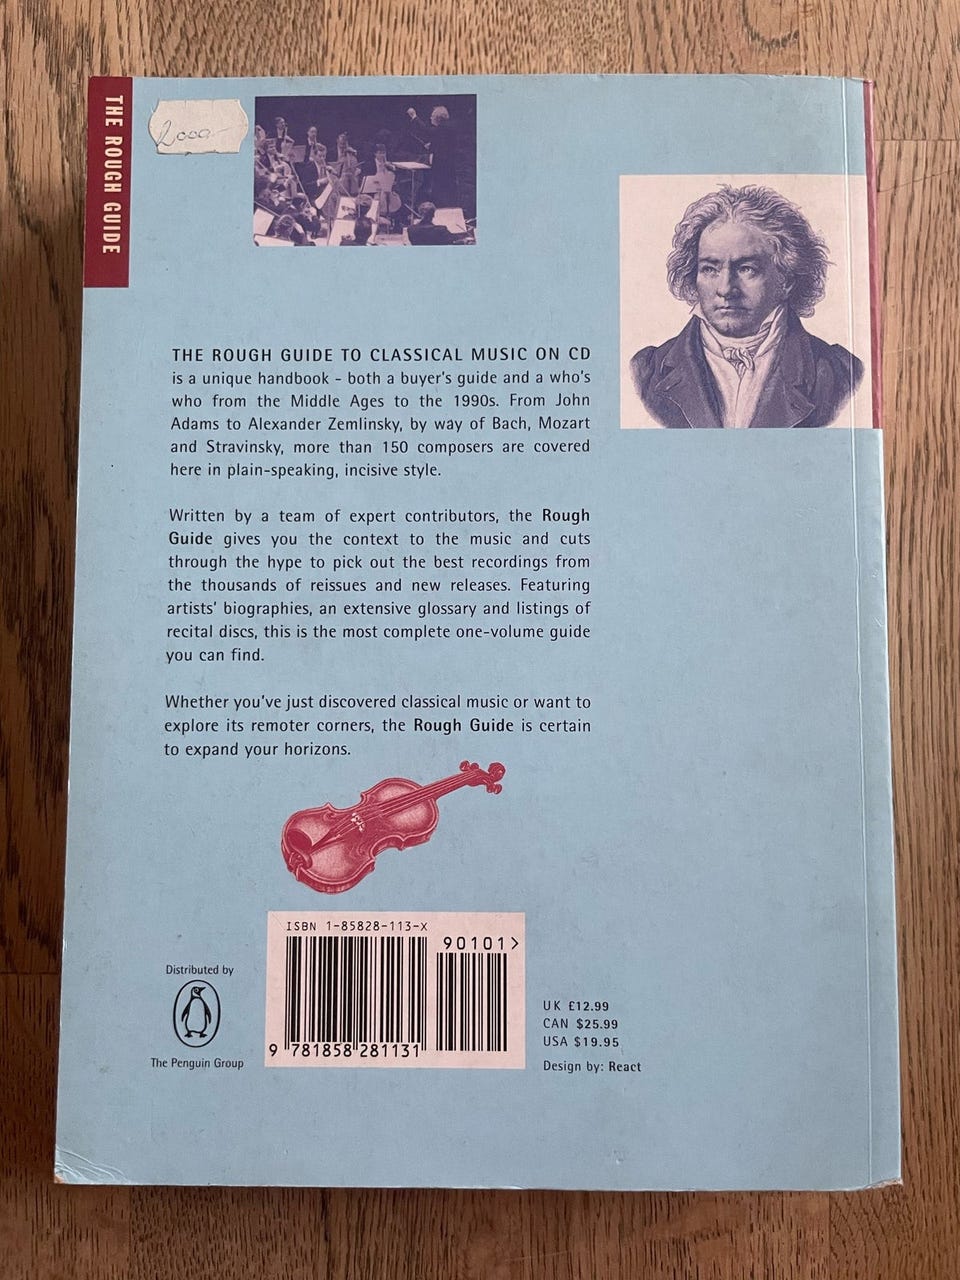 THE ROUGH GUIDE
2000
THE ROUGH GUIDE TO CLASSICAL MUSIC ON CD
is a unique handbook - both a buyer's guide and a who's
who from the Middle Ages to the 1990s. From John
Adams to Alexander Zemlinsky, by way of Bach, Mozart
and Stravinsky, more than 150 composers are covered
here in plain-speaking, incisive style.
Written by a team of expert contributors, the Rough
Guide gives you the context to the music and cuts
through the hype to pick out the best recordings from
the thousands of reissues and new releases. Featuring
artists' biographies, an extensive glossary and listings of
recital discs, this is the most complete one-volume guide
you can find.
Whether you've just discovered classical music or want to
explore its remoter corners, the Rough Guide is certain
to expand your horizons.
ISBN 1-85828-113-X
90101>
9 781858 281131
Distributed by
The Penguin Group
UK £12.99
CAN $25.99
USA $19.95
Design by: React